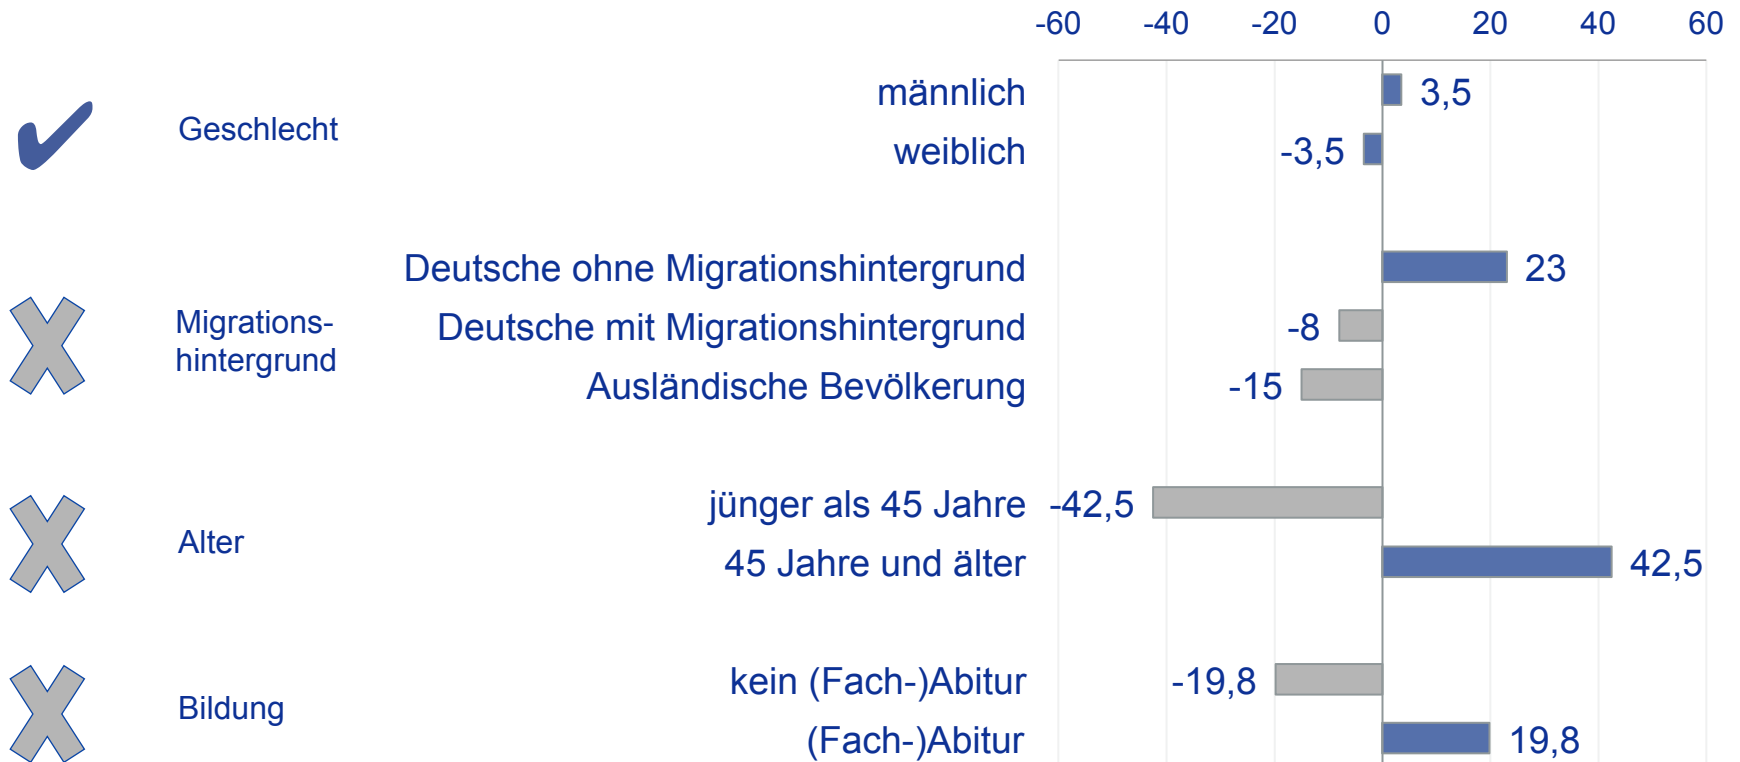 -60 -40 -20 0 20 40 60
Geschlecht
männlich 3,5
weiblich -3,5
Migrations-
hintergrund
Deutsche ohne Migrationshintergrund 23
Deutsche mit Migrationshintergrund -8
Ausländische Bevölkerung -15
Alter
jünger als 45 Jahre -42,5
45 Jahre und älter 42,5
Bildung
kein (Fach-)Abitur -19,8
(Fach-)Abitur 19,8